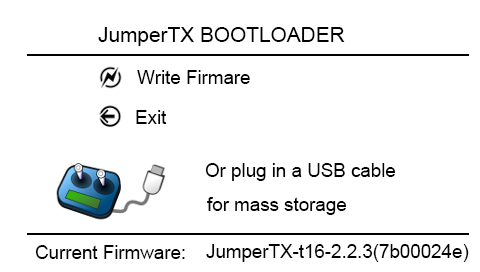 JumperTX BOOTLOADER
Write Firmare
Exit
Or plug in a USB cable
for mass storage
Current Firmware: JumperTX-t16-2.2.3(7b00024e)